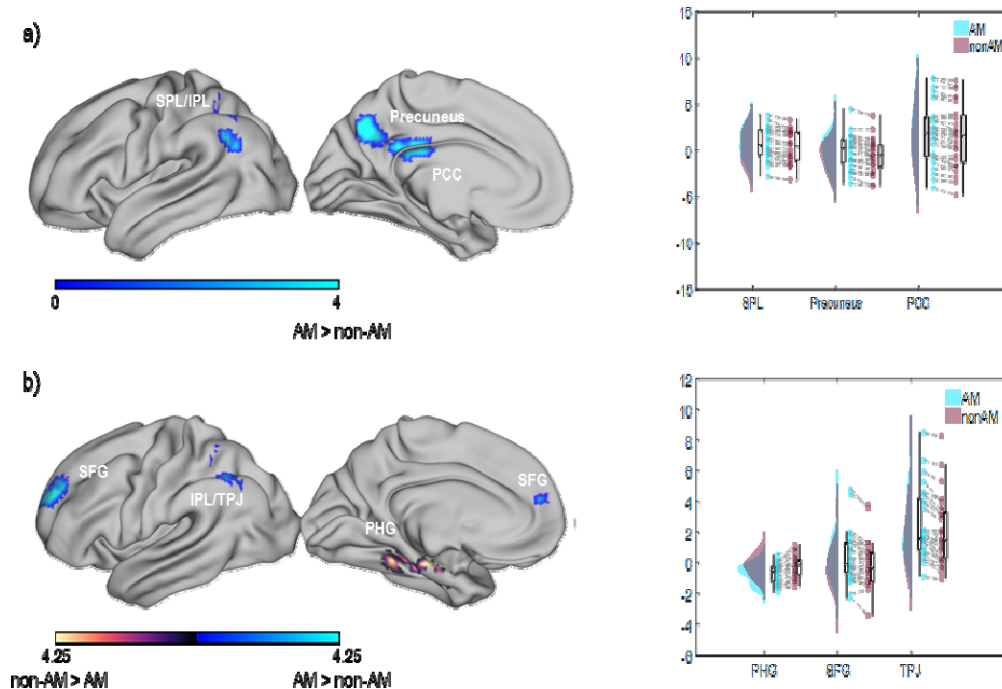 a)
SPL/IPL
Precuneus
PCC
0 4
AM > non-AM
15
10
5
0
-5
-10
-15
AM
nonAM
SPL Precuneus PCC
b)
SFG
IPL/TPJ
PHG
SFG
4.25 4.25
non-AM > AM AM > non-AM
12
10
8
6
4
2
0
-2
-4
-6
AM
nonAM
PHG SFG TPJ